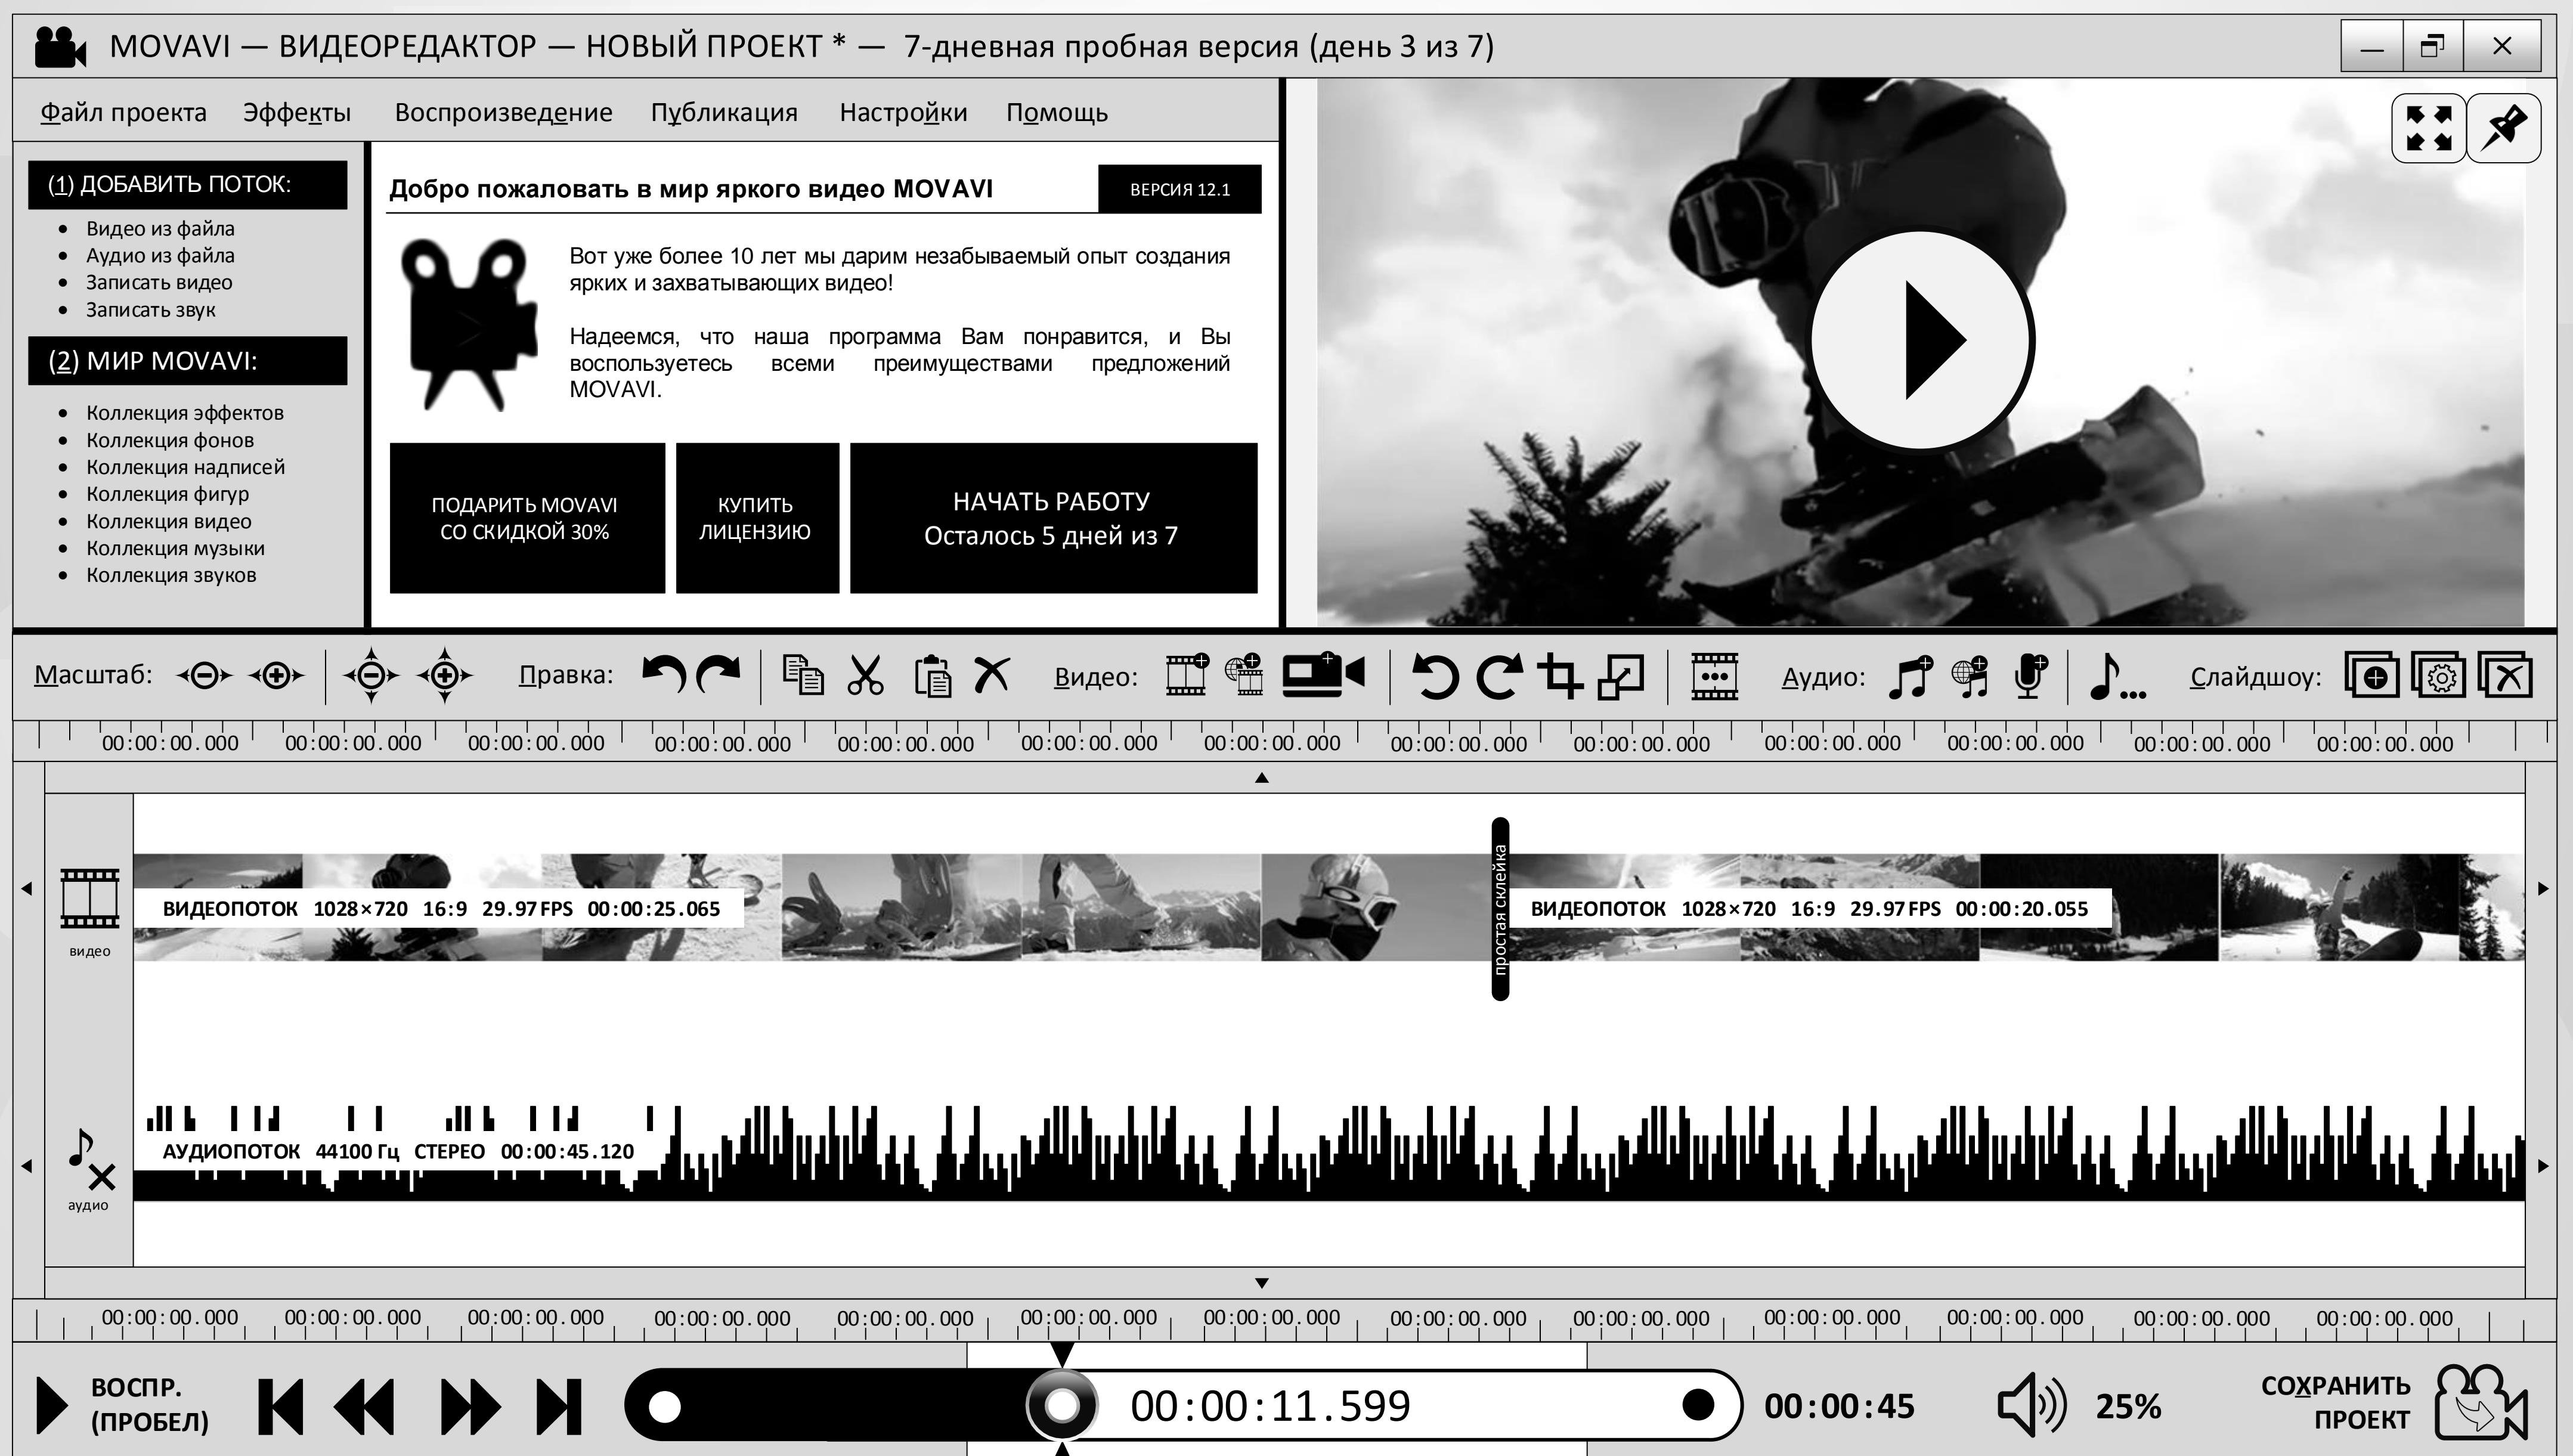 MOVAVI — ВИДЕОРЕДАКТОР — НОВЫЙ ПРОЕКТ * — 7-дневная пробная версия (день 3 из 7)
Файл проекта Эффекты Воспроизведение Публикация Настройки Помощь
(1) ДОБАВИТЬ ПОТОК:
Видео из файла
Аудио из файла
Записать видео
Записать звук
(2) МИР MOVAVI:
Коллекция эффектов
Коллекция фонов
Коллекция надписей
Коллекция фигур
Коллекция видео
Коллекция музыки
Коллекция звуков
Добро пожаловать в мир яркого видео MOVAVI
ВЕРСИЯ 12.1
Вот уже более 10 лет мы дарим незабываемый опыт создания
ярких и захватывающих видео!
Надеемся, что наша программа Вам понравится, и Вы
воспользуетесь всеми преимуществами предложений
MOVAVI.
ПОДАРИТЬ MOVAVI
СО СКИДКОЙ 30%
КУПИТЬ
ЛИЦЕНЗИЮ
НАЧАТЬ РАБОТУ
Осталось 5 дней из 7
Масштаб: Правка: Видео: Аудио: Слайдшоу:
00:00:00.000 00:00:00.000 00:00:00.000 00:00:00.000 00:00:00.000 00:00:00.000 00:00:00.000 00:00:00.000 00:00:00.000 00:00:00.000 00:00:00.000 00:00:00.000 00:00:00.000
видео
ВИДЕОПОТОК 1028×720 16:9 29.97 FPS 00:00:25.065
простая склейка
ВИДЕОПОТОК 1028×720 16:9 29.97 FPS 00:00:20.055
аудио
АУДИОПОТОК 44100 Гц СТЕРЕО 00:00:45.120
00:00:00.000 00:00:00.000 00:00:00.000 00:00:00.000 00:00:00.000 00:00:00.000 00:00:00.000 00:00:00.000 00:00:00.000 00:00:00.000 00:00:00.000 00:00:00.000 00:00:00.000
ВОСПР.
(ПРОБЕЛ)
00:00:11.599
00:00:45
25%
СОХРАНИТЬ
ПРОЕКТ